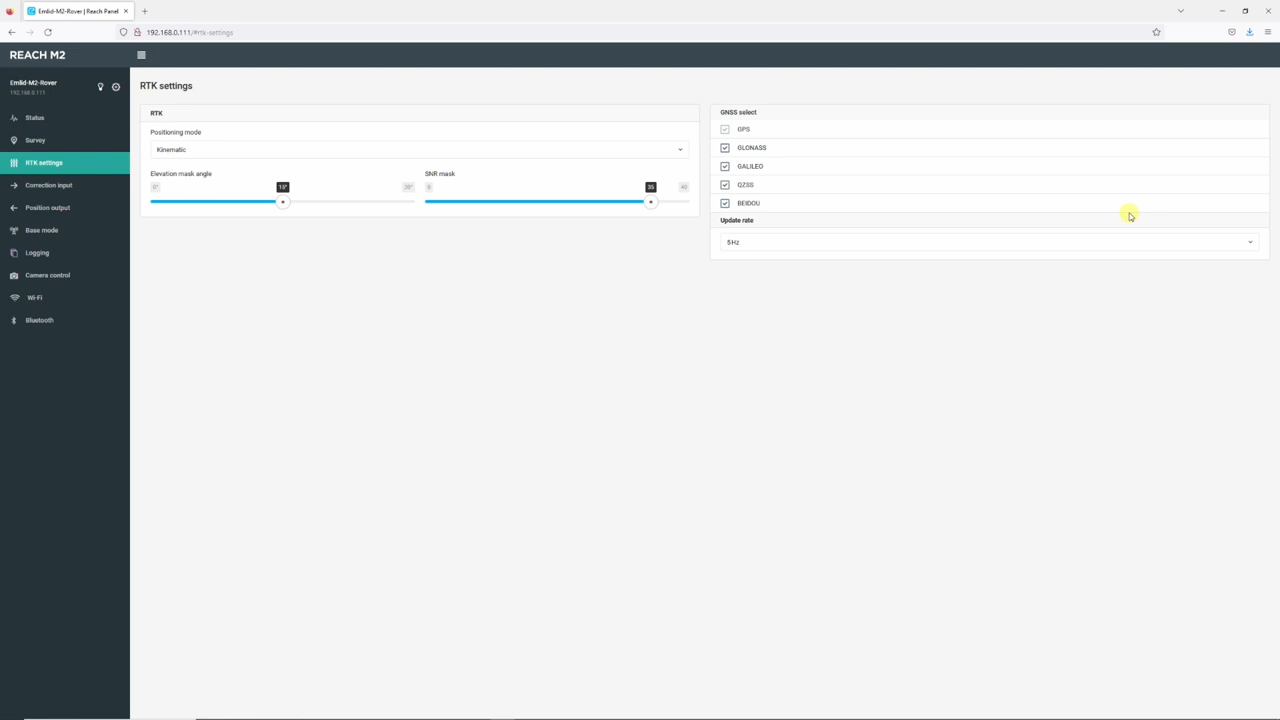 Emlid-M2-Rover | Reach Panel
192.168.0.111/#rtk-settings
REACH M2
Emlid-M2-Rover
192.168.0.111
Status
Survey
RTK settings
Correction input
Position output
Base mode
Logging
Camera control
Wi-Fi
Bluetooth
RTK settings
RTK
Positioning mode
Kinematic
Elevation mask angle
0° 15° 30°
SNR mask
0 35 40
GNSS select
GPS
GLONASS
GALILEO
QZSS
BEIDOU
Update rate
5Hz